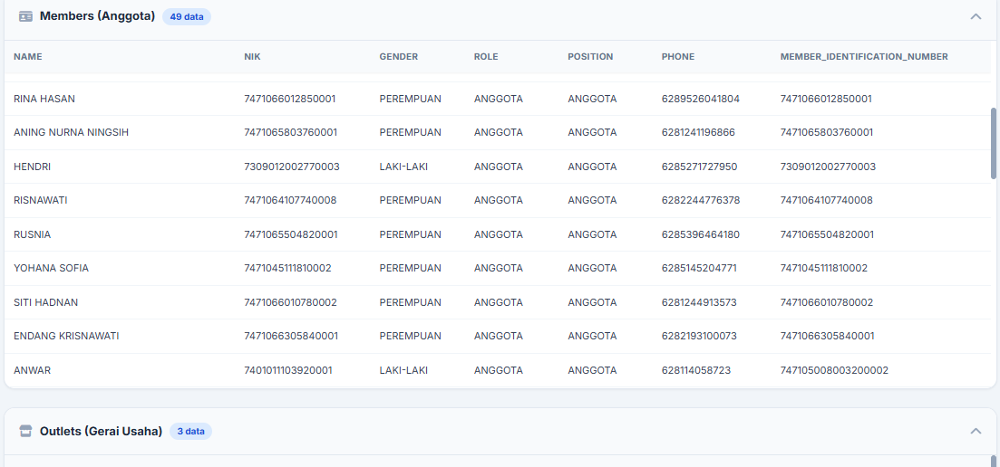 Members (Anggota) 49 data
NAME NIK GENDER ROLE POSITION PHONE MEMBER_IDENTIFICATION_NUMBER
RINA HASAN 7471066012850001 PEREMPUAN ANGGOTA ANGGOTA 6289526041804 7471066012850001
ANING NURNA NINGSIH 7471065803760001 PEREMPUAN ANGGOTA ANGGOTA 6281241196866 7471065803760001
HENDRI 7309012002770003 LAKI-LAKI ANGGOTA ANGGOTA 6285271727950 7309012002770003
RISNAWATI 7471064107740008 PEREMPUAN ANGGOTA ANGGOTA 6282244776378 7471064107740008
RUSNIA 7471065504820001 PEREMPUAN ANGGOTA ANGGOTA 6285396464180 7471065504820001
YOHANA SOFIA 7471045111810002 PEREMPUAN ANGGOTA ANGGOTA 6285145204771 7471045111810002
SITI HADNAN 7471066010780002 PEREMPUAN ANGGOTA ANGGOTA 6281244913573 7471066010780002
ENDANG KRISNAWATI 7471066305840001 PEREMPUAN ANGGOTA ANGGOTA 6282193100073 7471066305840001
ANWAR 7401011103920001 LAKI-LAKI ANGGOTA ANGGOTA 628114058723 747105008003200002
Outlets (Gerai Usaha) 3 data